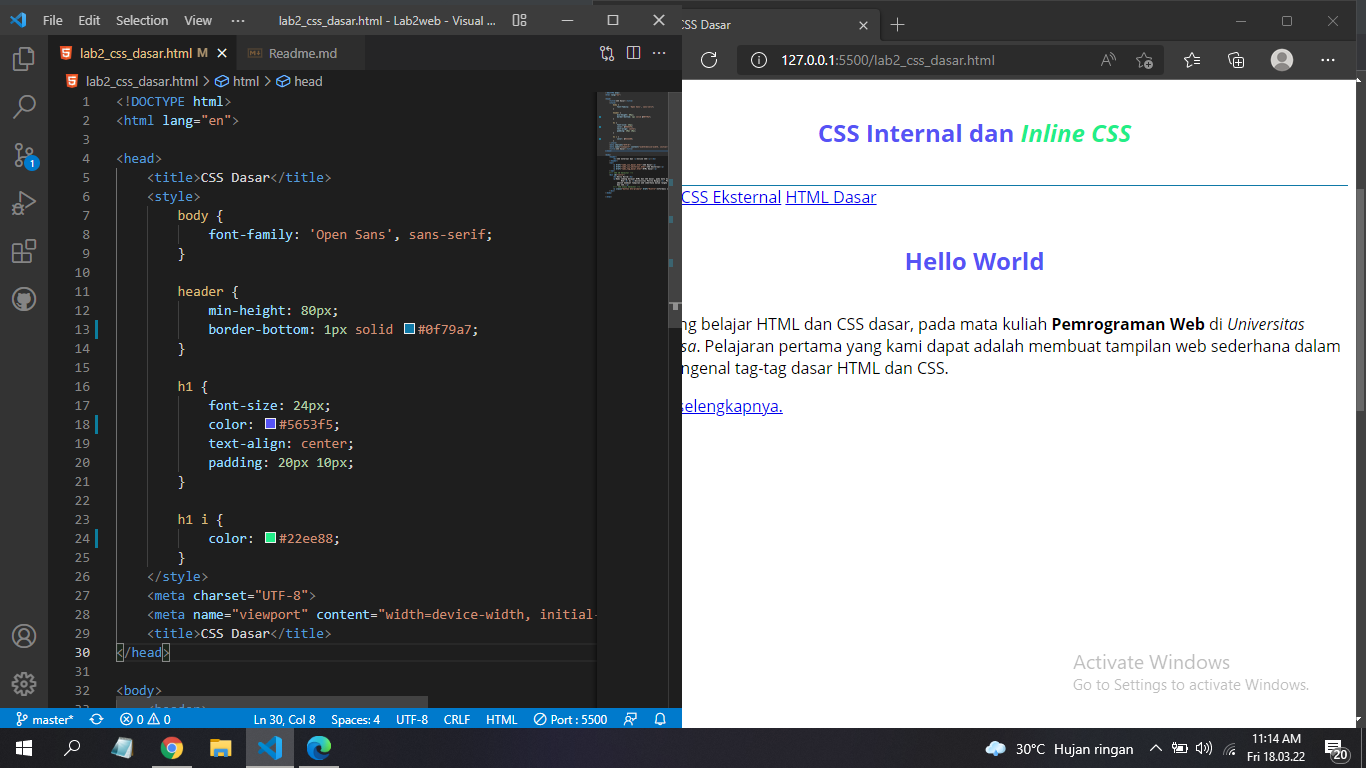 File Edit Selection View ··· lab2_css_dasar.html - Lab2web - Visual ...
lab2_css_dasar.html M Readme.md
lab2_css_dasar.html > html > head
1 <!DOCTYPE html>
2 <html lang="en">
3
4 <head>
5 <title>CSS Dasar</title>
6 <style>
7 body {
8 font-family: 'Open Sans', sans-serif;
9 }
10
11 header {
12 min-height: 80px;
13 border-bottom: 1px solid #0f79a7;
14 }
15
16 h1 {
17 font-size: 24px;
18 color: #5653f5;
19 text-align: center;
20 padding: 20px 10px;
21 }
22
23 h1 i {
24 color: #22ee88;
25 }
26 </style>
27 <meta charset="UTF-8">
28 <meta name="viewport" content="width=device-width, initial-
29 <title>CSS Dasar</title>
30 </head>
31
32 <body>
1
master* 0 0 Ln 30, Col 8 Spaces: 4 UTF-8 CRLF HTML Port : 5500
CSS Dasar
127.0.0.1:5500/lab2_css_dasar.html
CSS Internal dan Inline CSS
CSS Eksternal HTML Dasar
Hello World
ng belajar HTML dan CSS dasar, pada mata kuliah Pemrograman Web di Universitas
sa. Pelajaran pertama yang kami dapat adalah membuat tampilan web sederhana dalam
ngenal tag-tag dasar HTML dan CSS.
selengkapnya.
Activate Windows
Go to Settings to activate Windows.
30°C Hujan ringan
11:14 AM
Fri 18.03.22
20